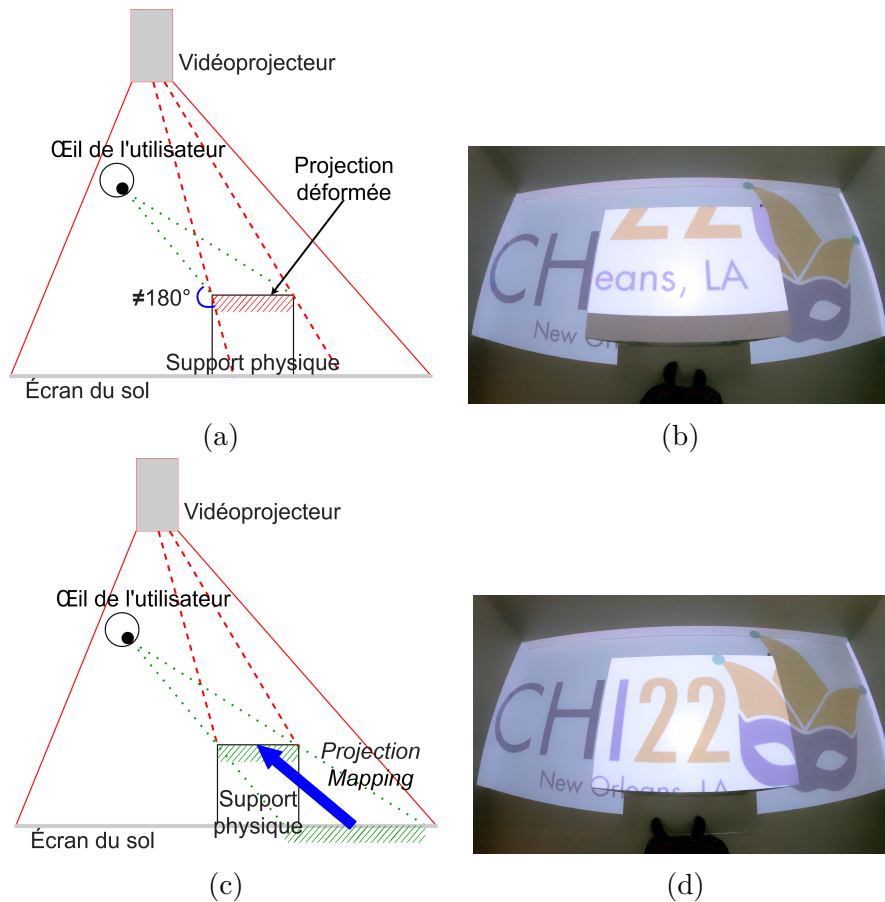 Vidéoprojecteur
Œil de l'utilisateur
Projection
déformée
≠180°
Support physique
Écran du sol
(a)
22
CH
eans, LA
New Or
(b)
Vidéoprojecteur
Œil de l'utilisateur
Projection
Mapping
Support
physique
Écran du sol
(c)
CHI22
New Orleans, LA
(d)